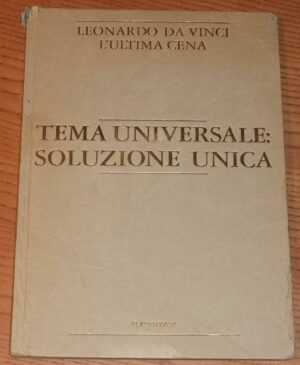 LEONARDO DA VINCI
L'ULTIMA CENA
TEMA UNIVERSALE:
SOLUZIONE UNICA